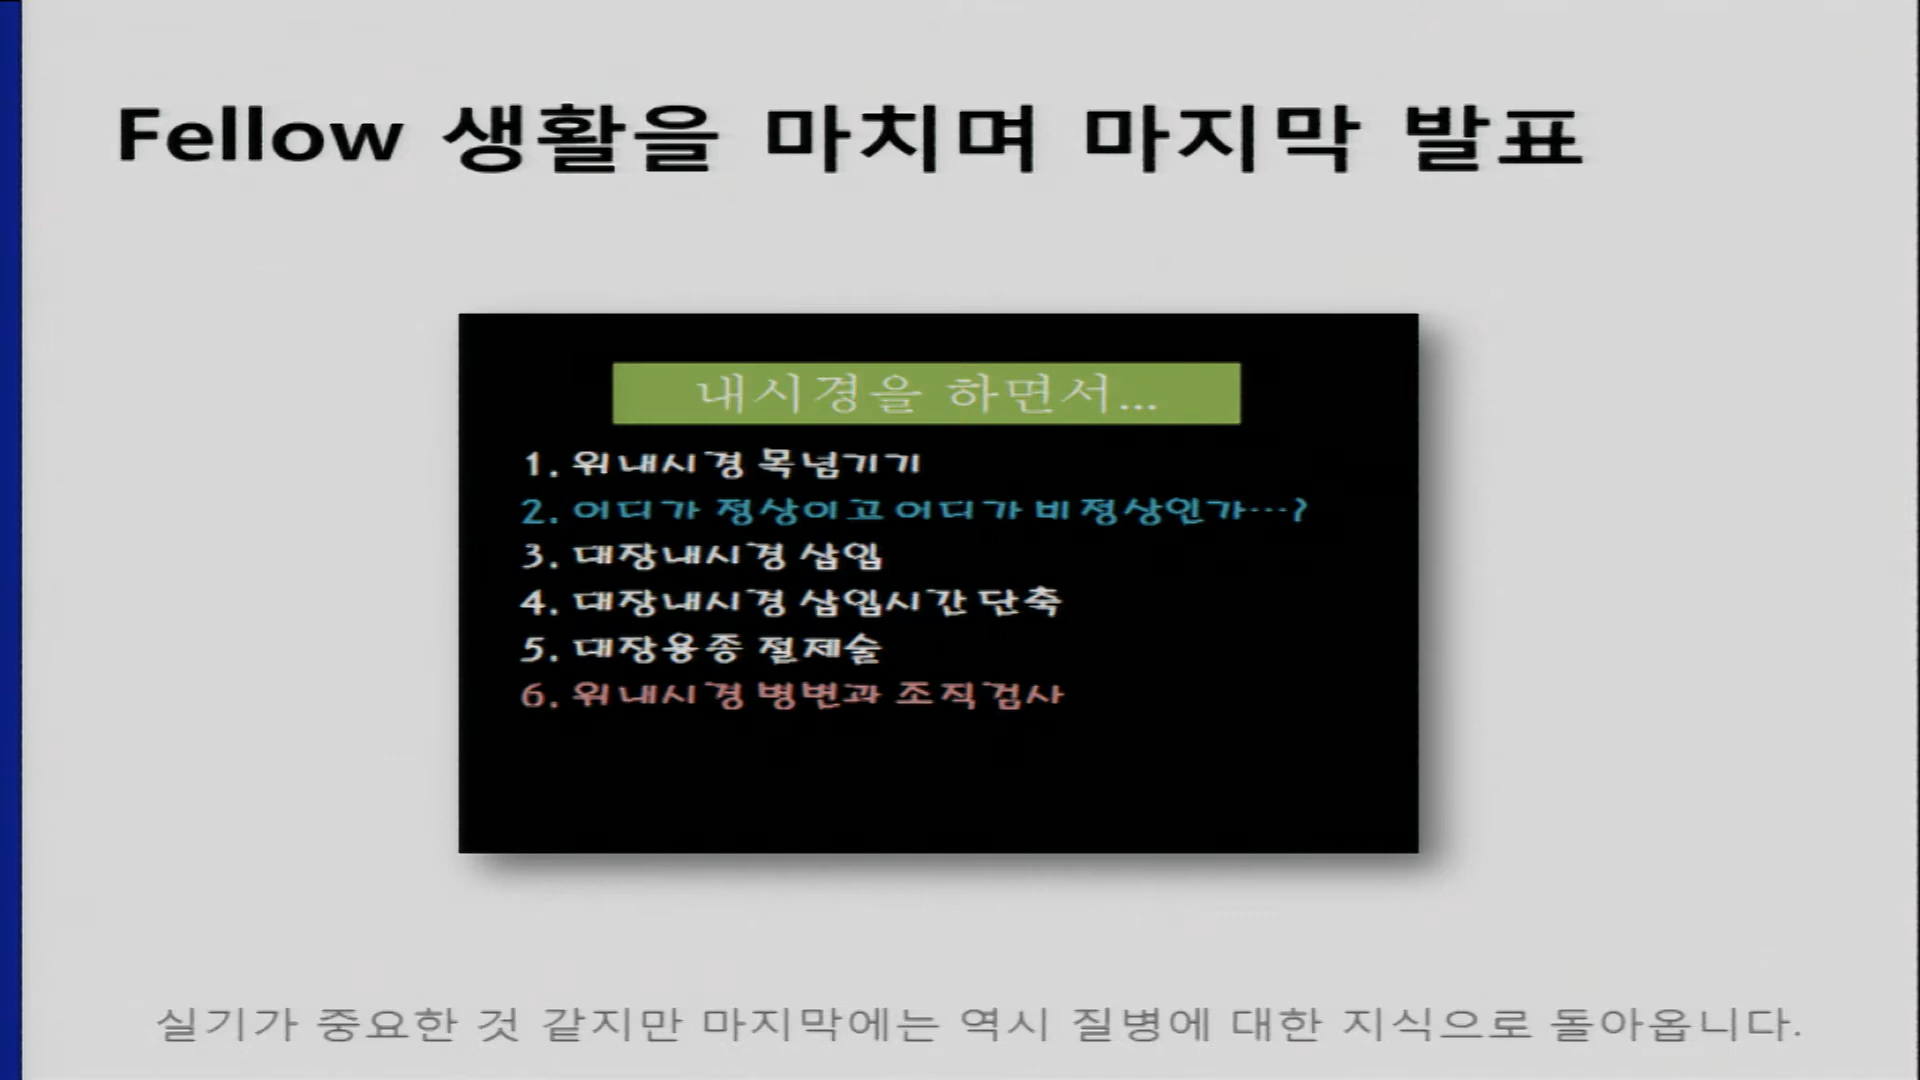 Fellow 생활을 마치며 마지막 발표
내시경을 하면서...
1. 위내시경 목넘기기
2. 어디가 정상이고 어디가 비정상인가…?
3. 대장내시경 삽입
4. 대장내시경 삽입시간 단축
5. 대장용종 절제술
6. 위내시경 병변과 조직검사
실기가 중요한 것 같지만 마지막에는 역시 질병에 대한 지식으로 돌아옵니다.